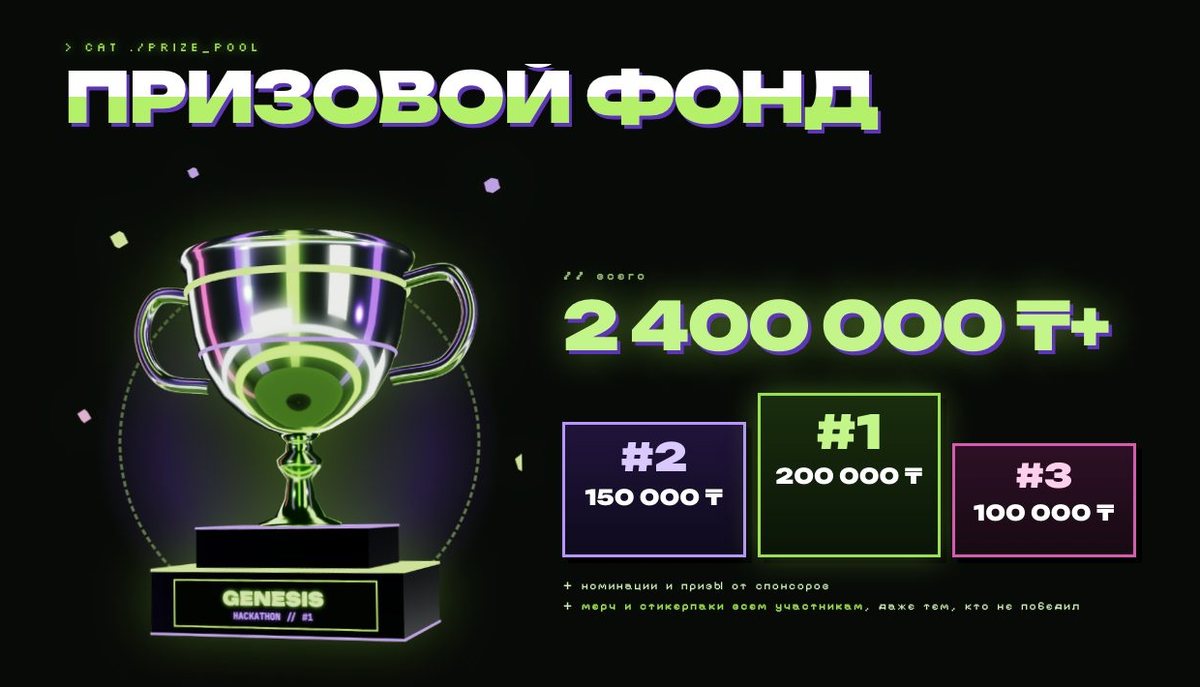 > CAT ./PRIZE_POOL
ПРИЗОВОЙ ФОНД
// всего
2 400 000 ₸+
#2
150 000 ₸
#1
200 000 ₸
#3
100 000 ₸
+ номинации и призы от спонсоров
+ мерч и стикерпаки всем участникам, даже тем, кто не победил
GENESIS
HACKATHON // #1